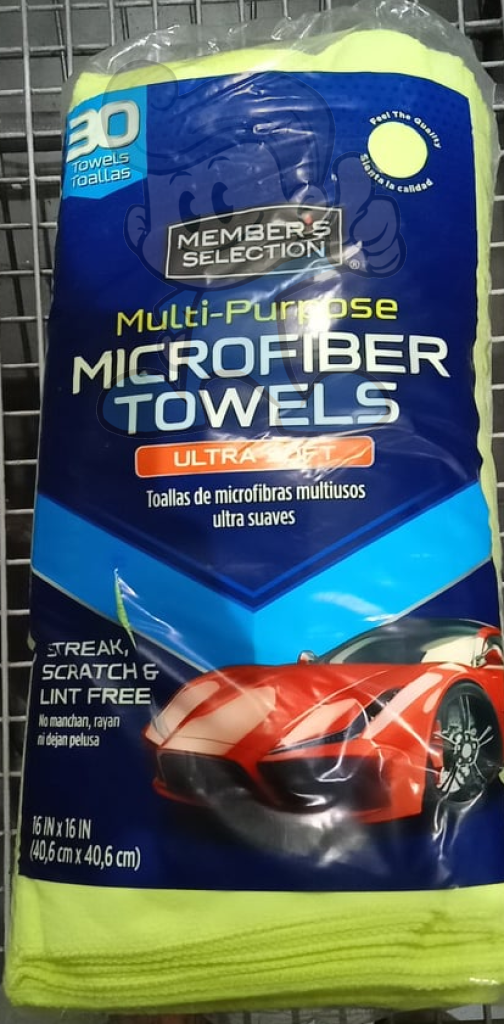 30
Towels
Toallas
Feel The Quality
Sienta la calidad
MEMBER'S
SELECTION
®
Multi-Purpose
MICROFIBER
TOWELS
ULTRA SOFT
Toallas de microfibras multiusos
ultra suaves
STREAK,
SCRATCH &
LINT FREE
No manchan, rayan
ni dejan pelusa
16 IN x 16 IN
(40,6 cm x 40,6 cm)